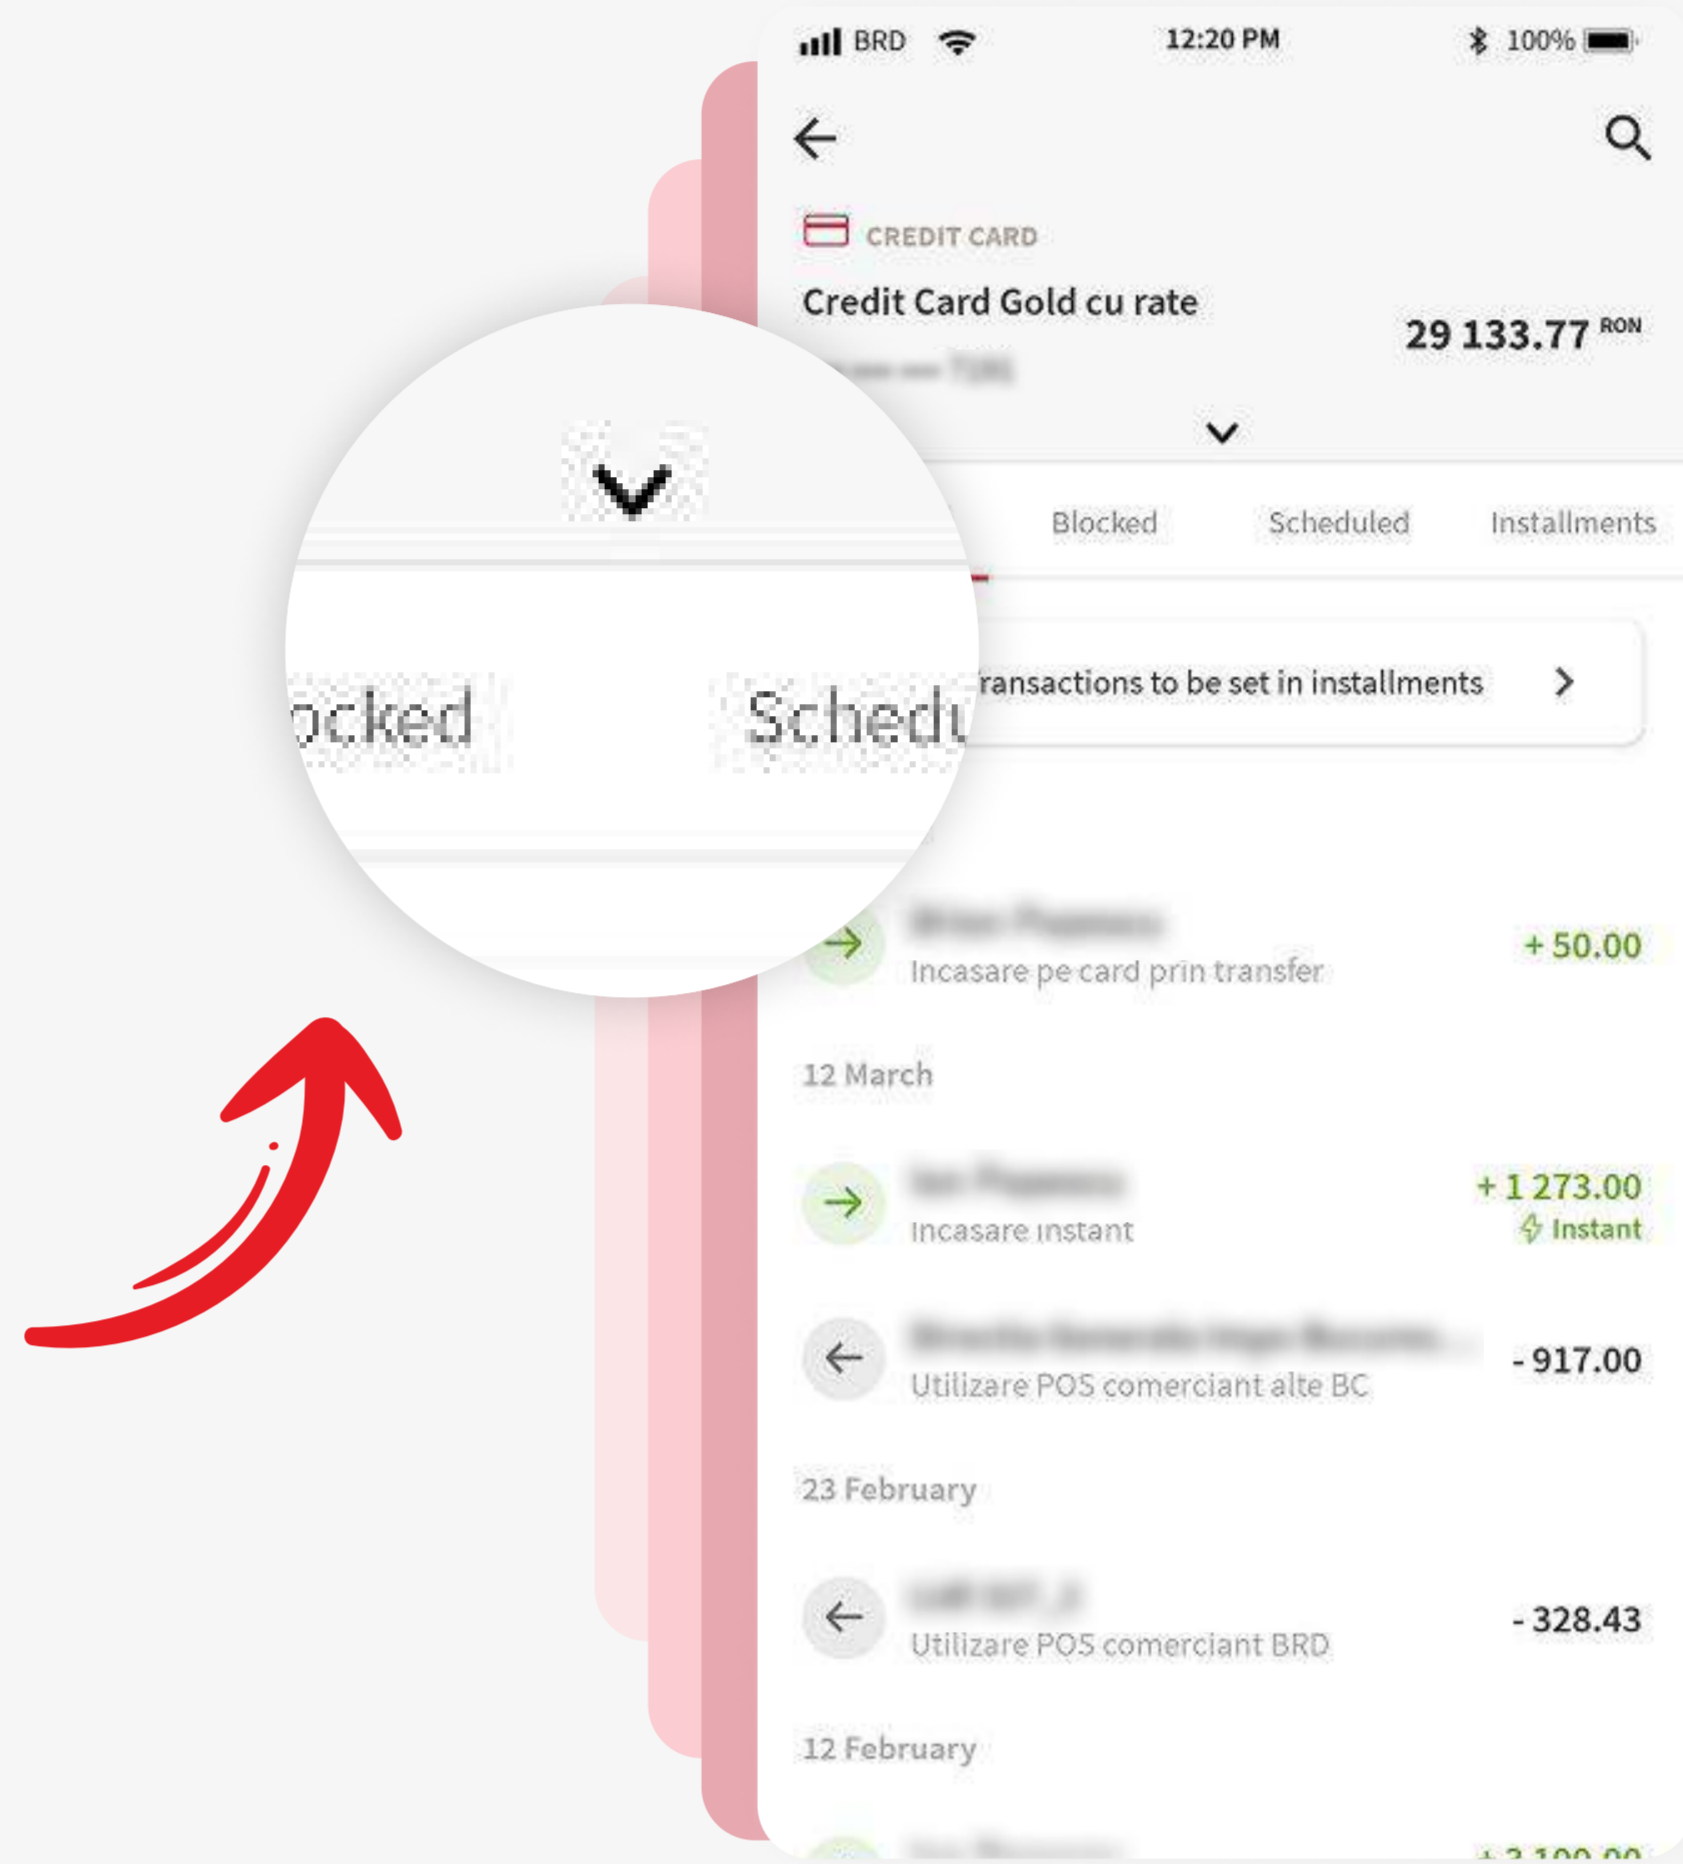 BRD 12:20 PM 100%
CREDIT CARD
Credit Card Gold cu rate
29 133.77 RON
Blocked Scheduled Installments
ocked Schedu
ransactions to be set in installments
+ 50.00
Incasare pe card prin transfer
12 March
+ 1 273.00
Incasare instant
Instant
- 917.00
Utilizare POS comerciant alte BC
23 February
- 328.43
Utilizare POS comerciant BRD
12 February